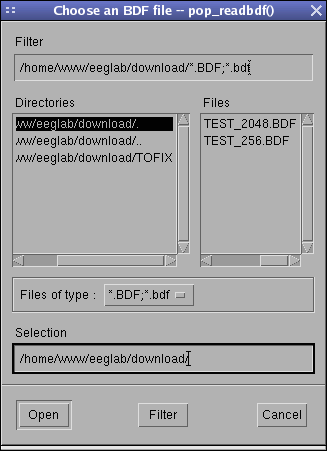 Choose an BDF file -- pop_readbdf()
Filter
/home/www/eeglab/download/*.BDF;*.bdf
Directories
Files
ww/eeglab/download/.
ww/eeglab/download/..
ww/eeglab/download/TOFIX
TEST_2048.BDF
TEST_256.BDF
Files of type :
*.BDF;*.bdf
Selection
/home/www/eeglab/download/
Open
Filter
Cancel